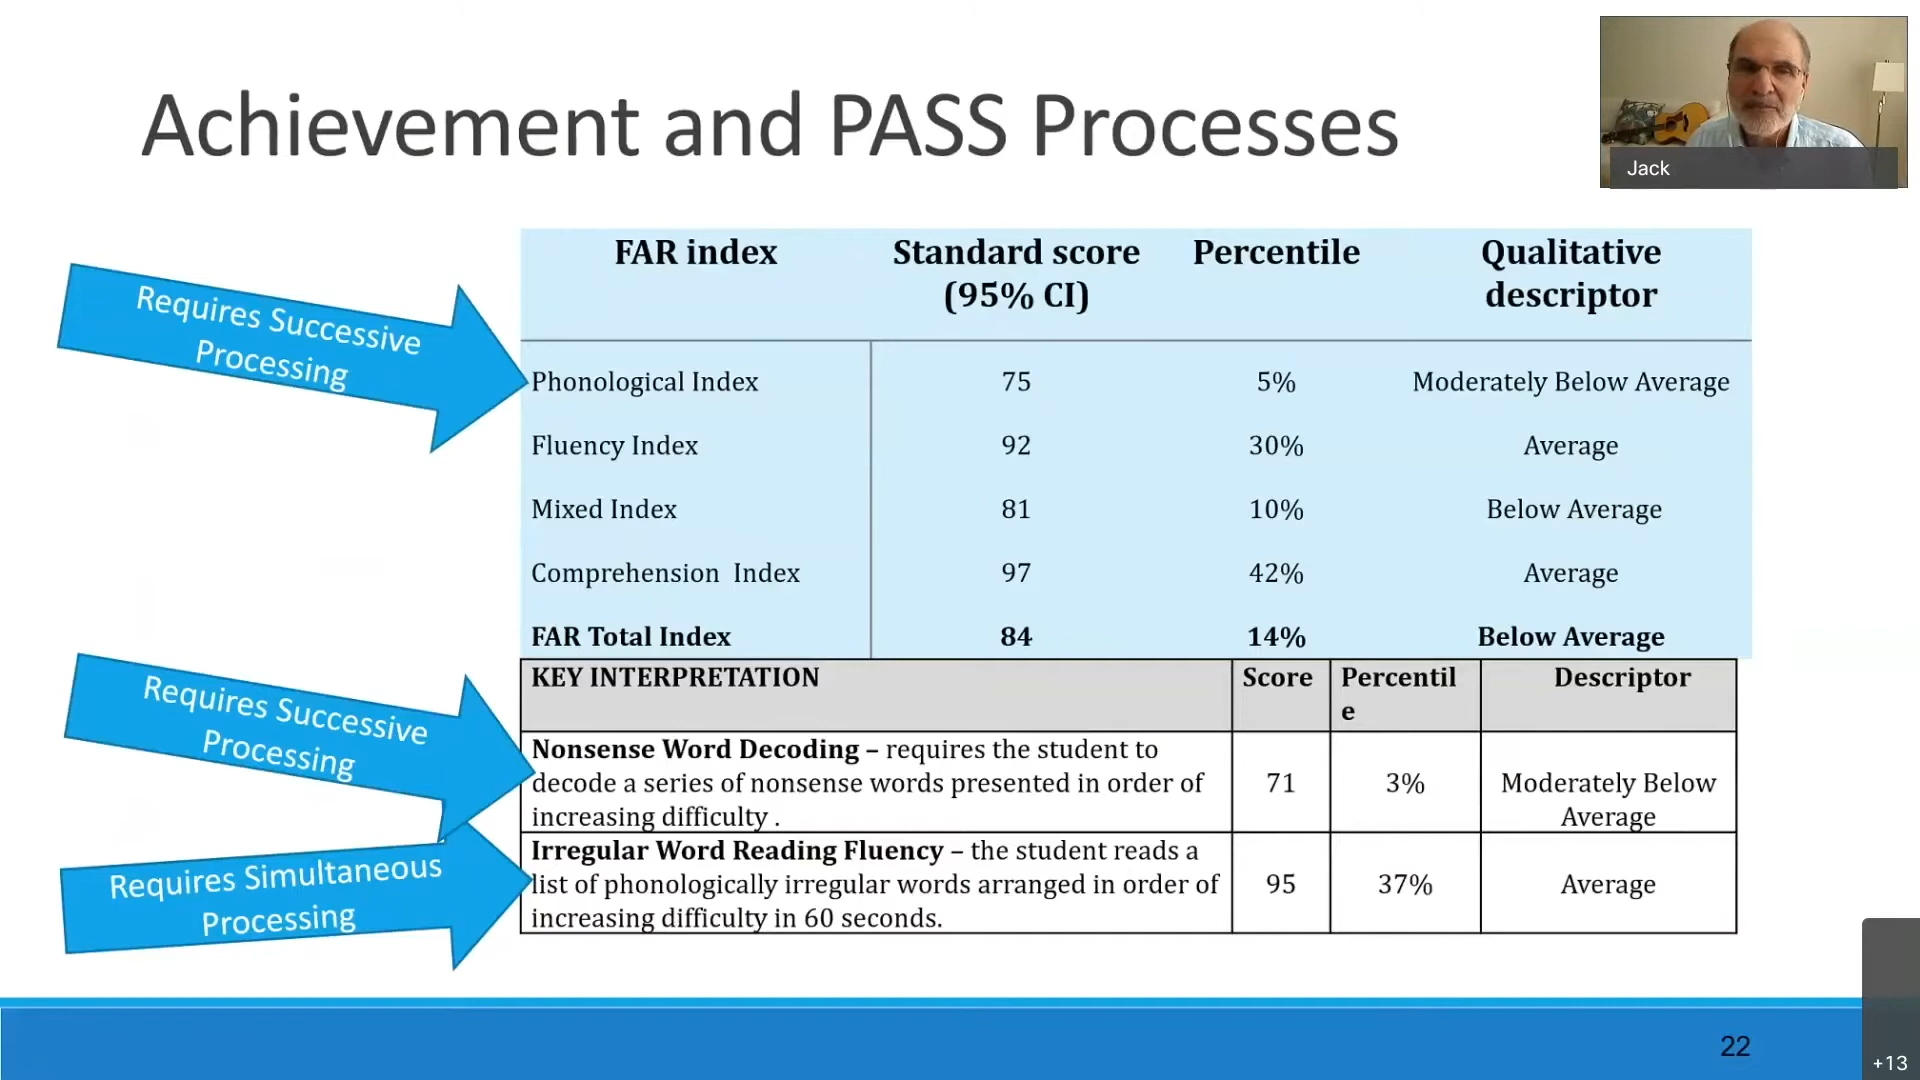 Achievement and PASS Processes
Jack
FAR index Standard score Percentile Qualitative
(95% CI) descriptor
Requires Successive
Processing
Phonological Index 75 5% Moderately Below Average
Fluency Index 92 30% Average
Mixed Index 81 10% Below Average
Comprehension Index 97 42% Average
FAR Total Index 84 14% Below Average
KEY INTERPRETATION Score Percentil Descriptor
e
Requires Successive
Processing
Nonsense Word Decoding – requires the student to
decode a series of nonsense words presented in order of 71 3% Moderately Below
increasing difficulty . Average
Requires Simultaneous
Processing
Irregular Word Reading Fluency – the student reads a
list of phonologically irregular words arranged in order of 95 37% Average
increasing difficulty in 60 seconds.
22
+13